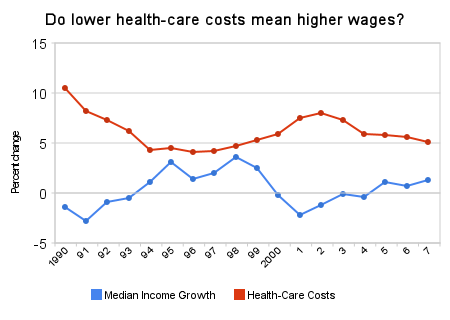 Do lower health-care costs mean higher wages?
15
10
5
0
-5
Percent change
1990 91 92 93 94 95 96 97 98 99 2000 1 2 3 4 5 6 7
Median Income Growth Health-Care Costs